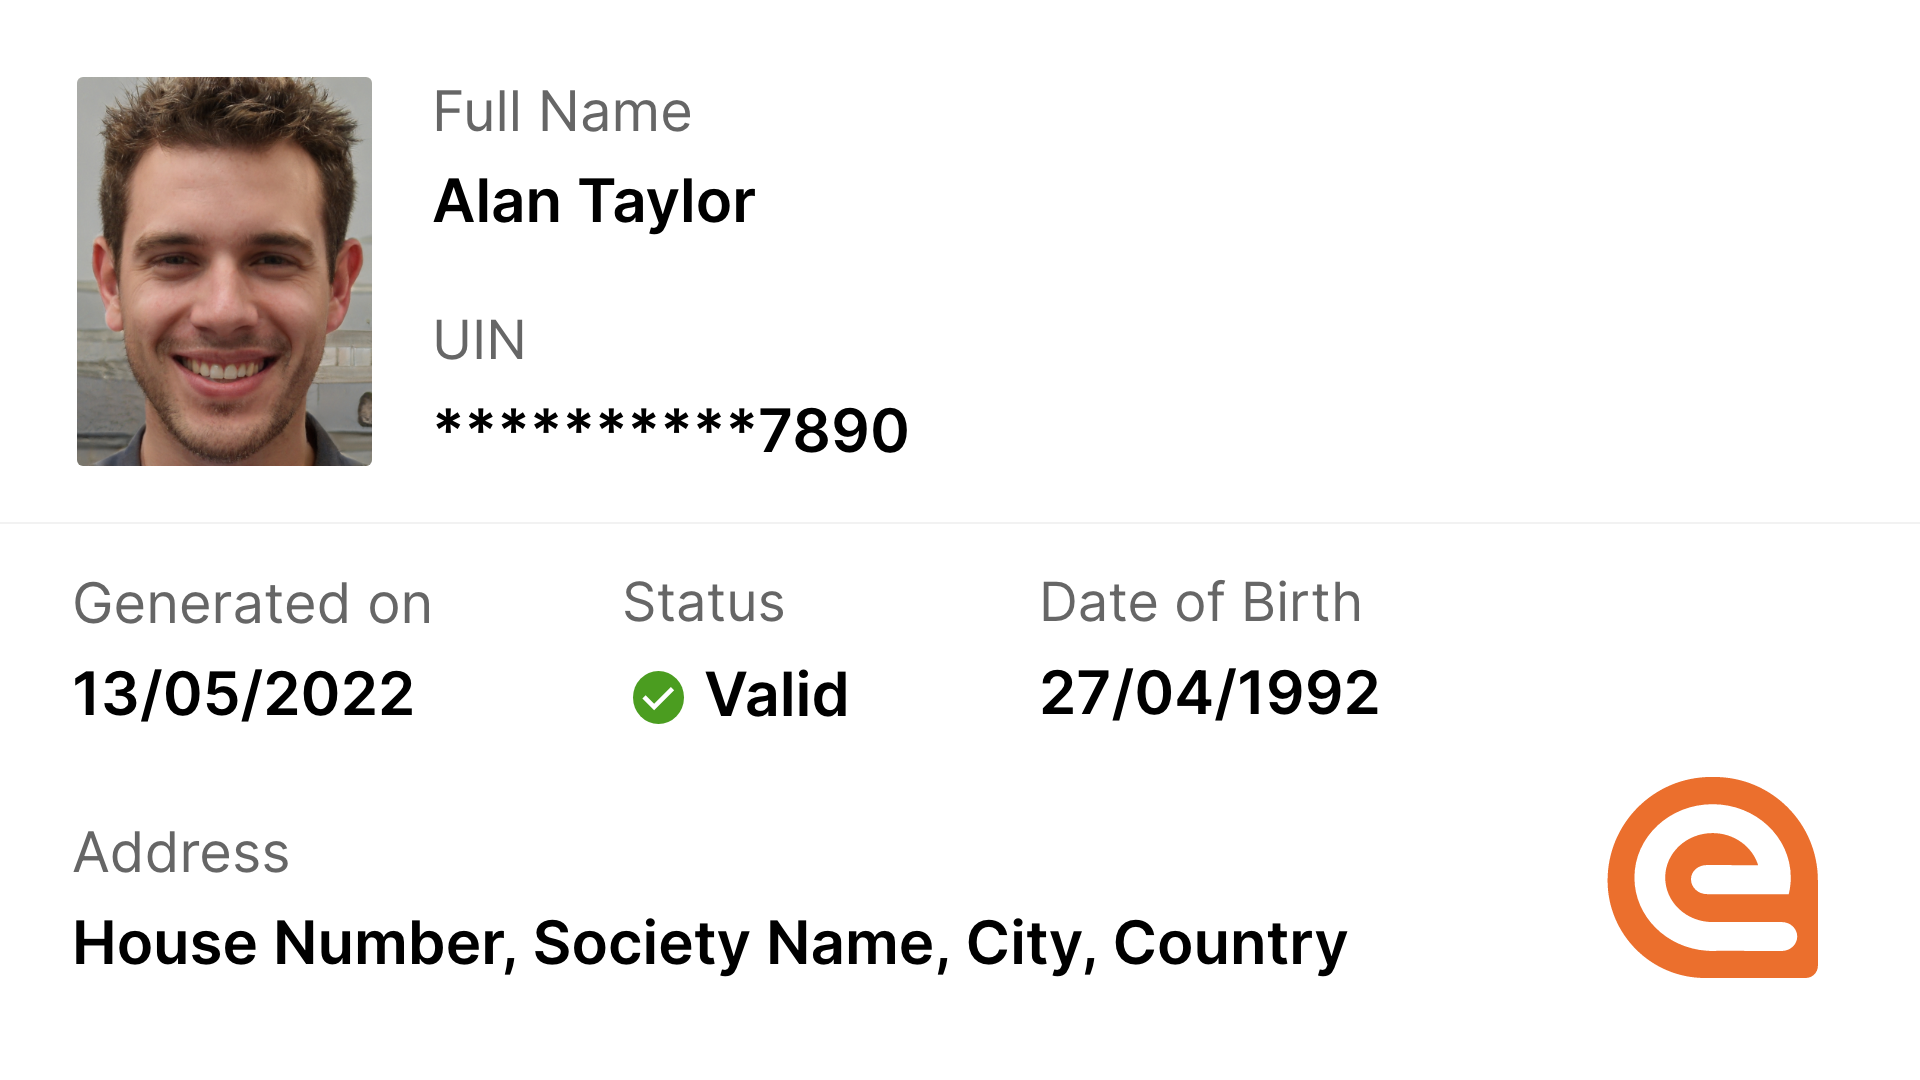 Full Name
Alan Taylor
UIN
**********7890
Generated on
Status
Date of Birth
13/05/2022
Valid
27/04/1992
Address
House Number, Society Name, City, Country